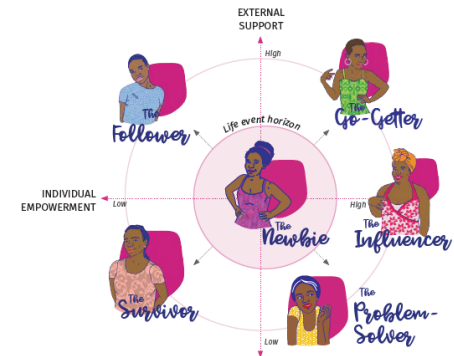 EXTERNAL
SUPPORT
High
The
Follower
The
Go-Getter
Life event horizon
INDIVIDUAL
EMPOWERMENT
Low
High
The
Newbie
The
Influencer
The
Survivor
The
Problem-
Solver
Low